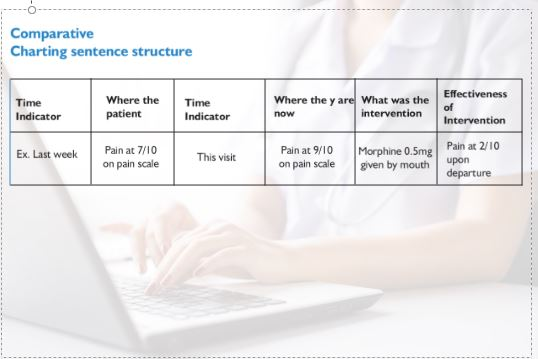 Comparative
Charting sentence structure
Time
Indicator
Where the
patient
Time
Indicator
Where the y are
now
What was the
intervention
Effectiveness
of
Intervention
Ex. Last week
Pain at 7/10
on pain scale
This visit
Pain at 9/10
on pain scale
Morphine 0.5mg
given by mouth
Pain at 2/10
upon
departure